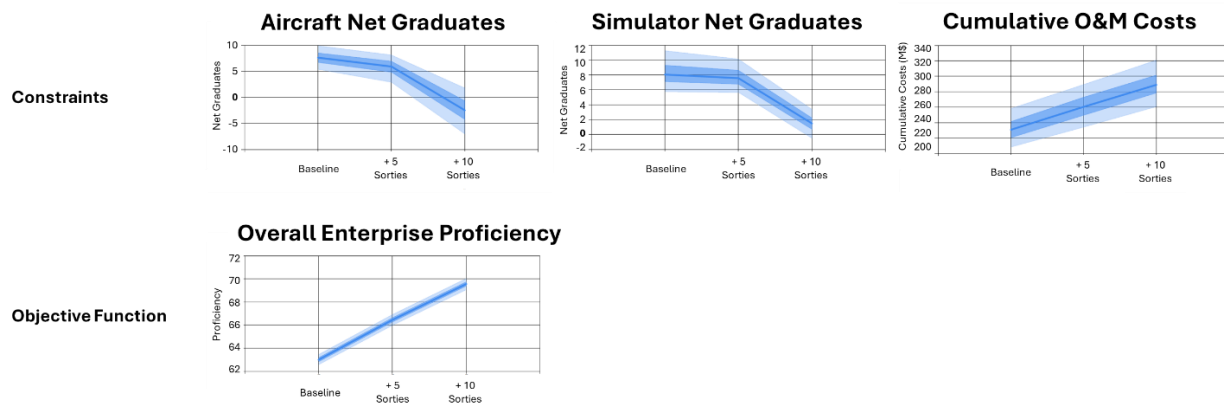 Aircraft Net Graduates
Simulator Net Graduates
Cumulative O&M Costs
Constraints
Net Graduates
10
5
0
-5
-10
Baseline
+ 5
Sorties
+ 10
Sorties
Net Graduates
12
10
8
6
4
2
0
-2
Baseline
+ 5
Sorties
+ 10
Sorties
Cumulative Costs (M$)
340
320
300
280
260
240
220
200
Baseline
+ 5
Sorties
+ 10
Sorties
Overall Enterprise Proficiency
Objective Function
Proficiency
72
70
68
66
64
62
Baseline
+ 5
Sorties
+ 10
Sorties